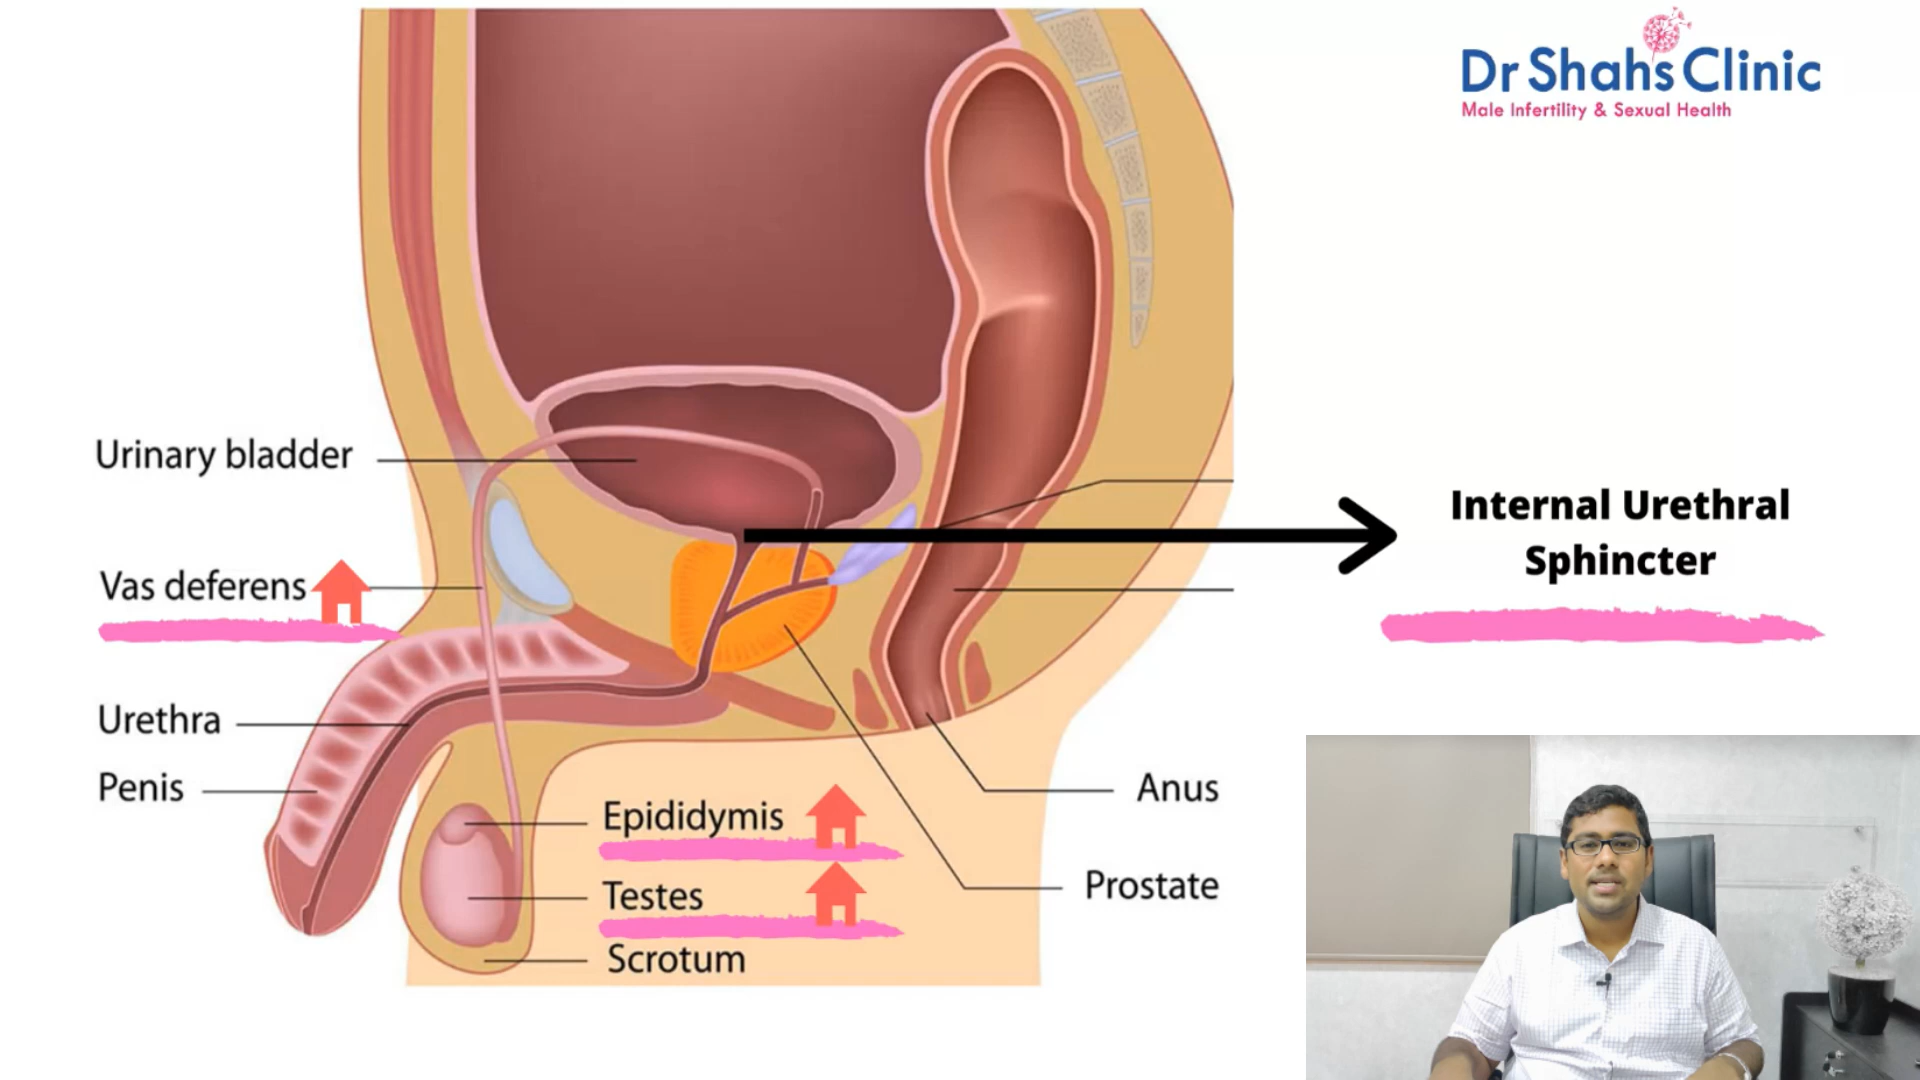 Dr Shahs Clinic
Male Infertility & Sexual Health
Urinary bladder
Internal Urethral
Sphincter
Vas deferens
Urethra
Penis
Anus
Epididymis
Prostate
Testes
Scrotum